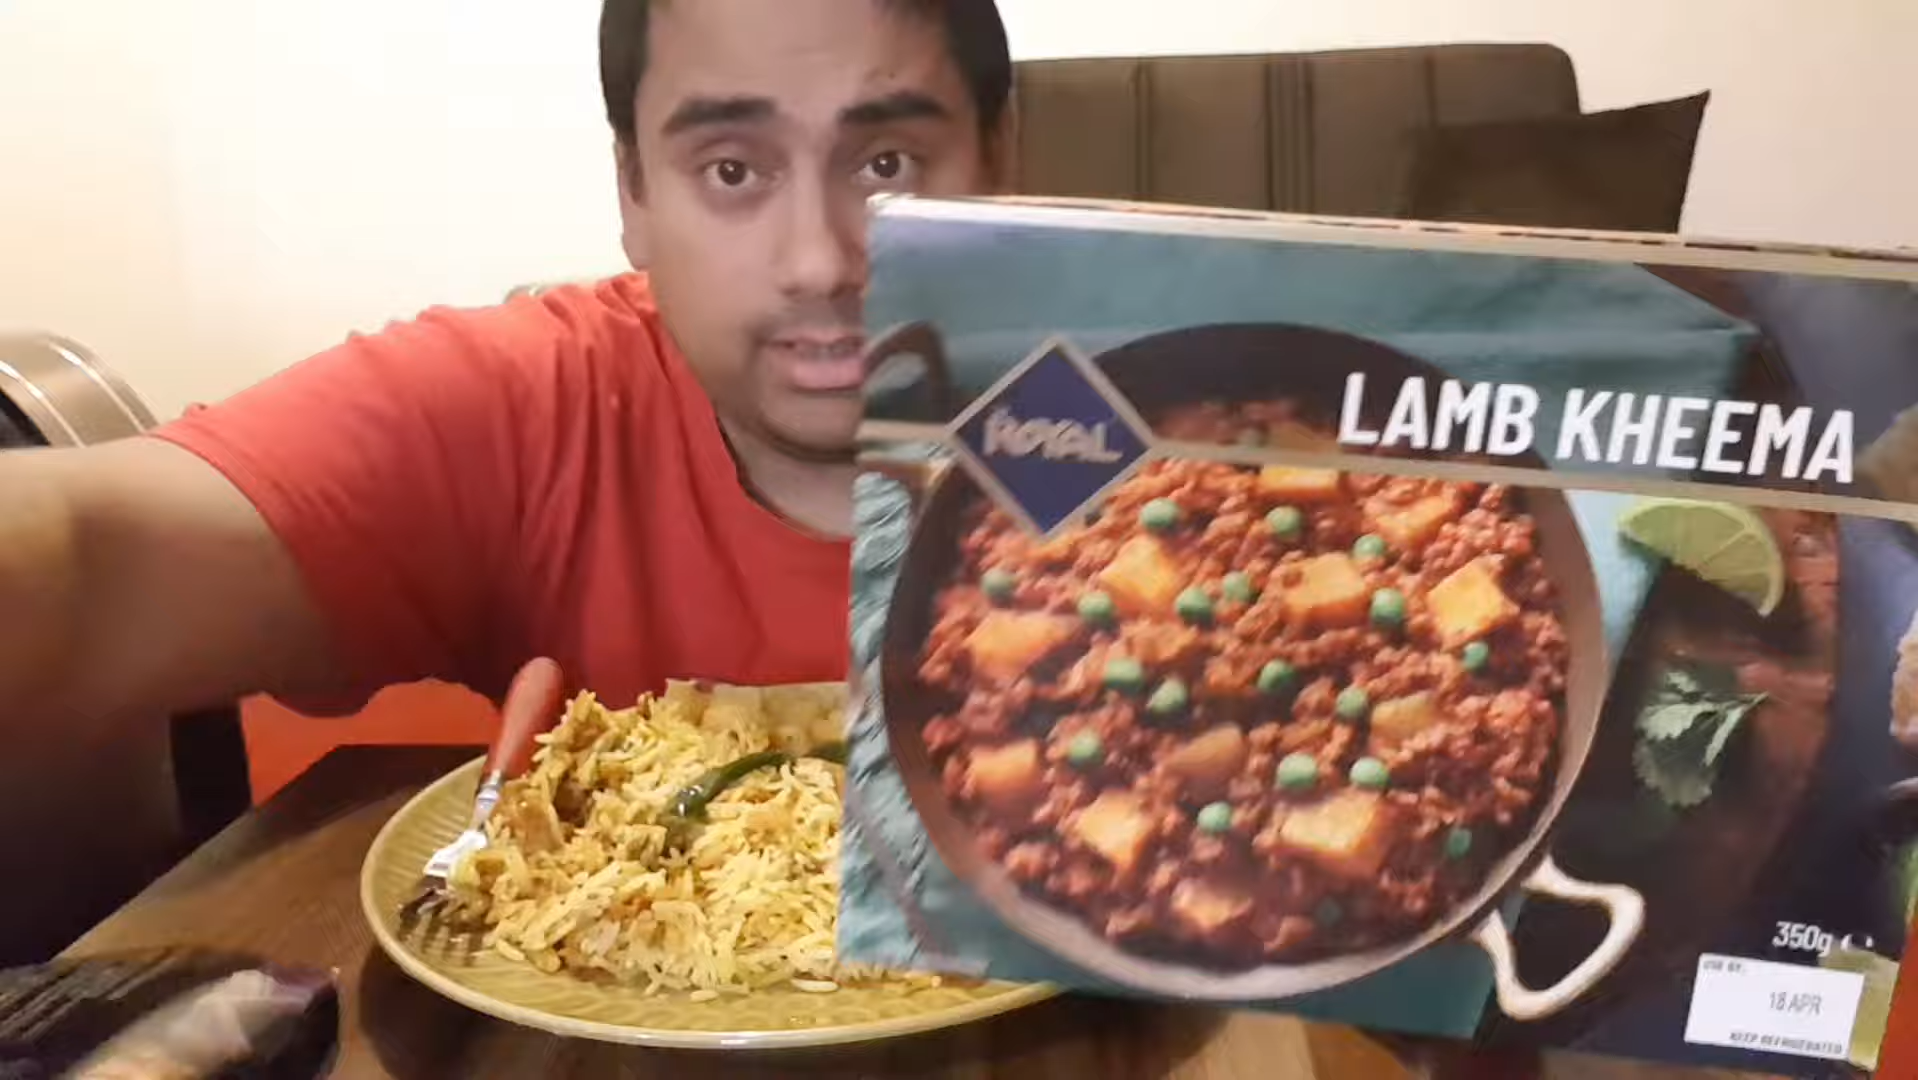 ROYAL
LAMB KHEEMA
350g e
USE BY:
18 APR
KEEP REFRIGERATED